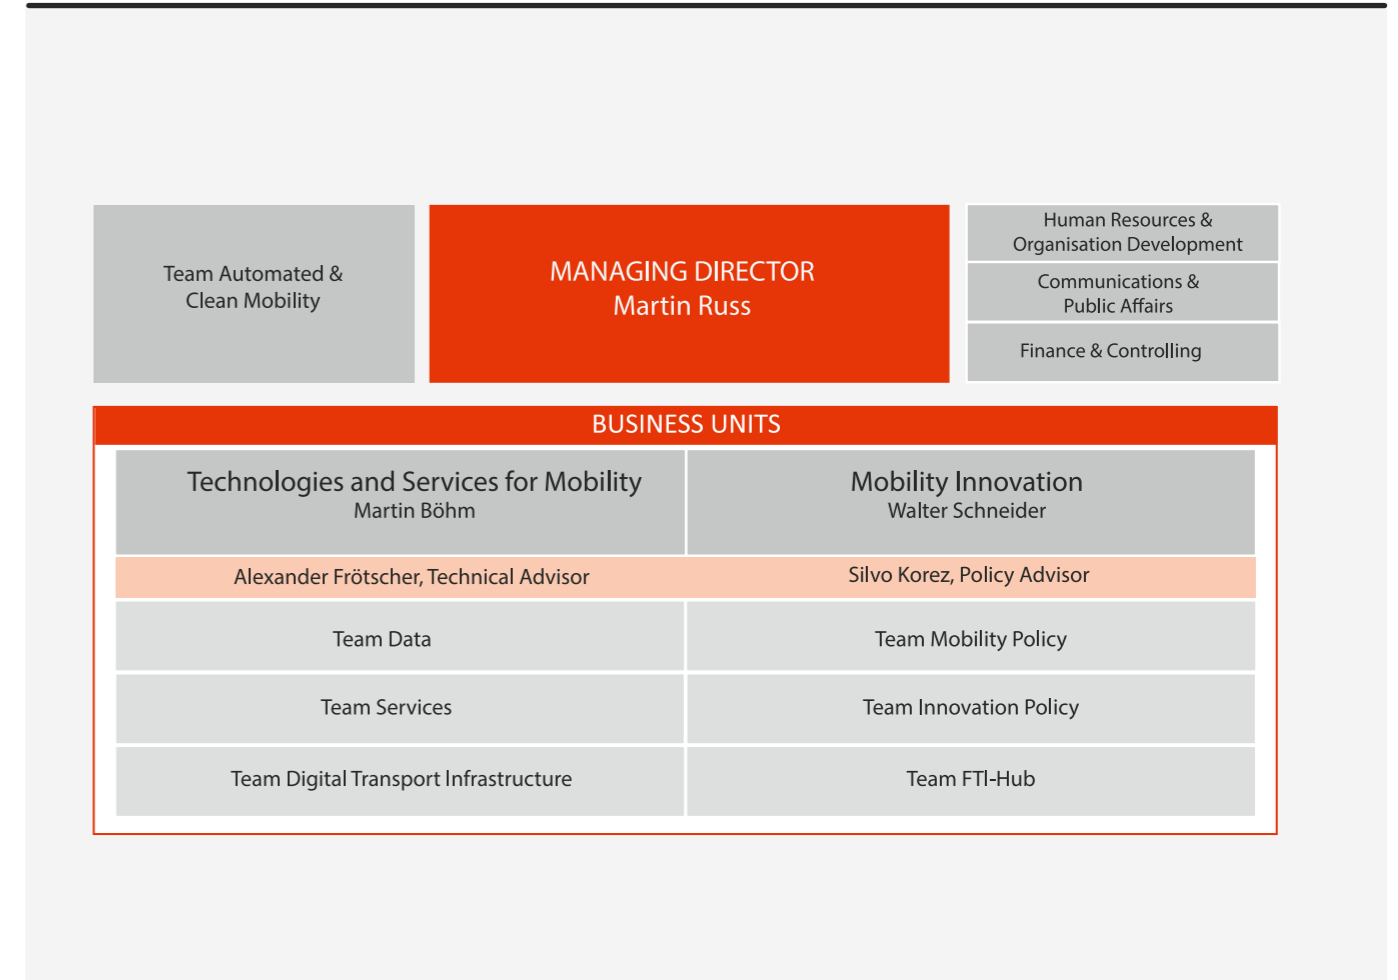 Team Automated &
Clean Mobility
MANAGING DIRECTOR
Martin Russ
Human Resources &
Organisation Development
Communications &
Public Affairs
Finance & Controlling
BUSINESS UNITS
Technologies and Services for Mobility
Martin Böhm
Mobility Innovation
Walter Schneider
Alexander Frötscher, Technical Advisor
Silvo Korez, Policy Advisor
Team Data
Team Mobility Policy
Team Services
Team Innovation Policy
Team Digital Transport Infrastructure
Team FTI-Hub